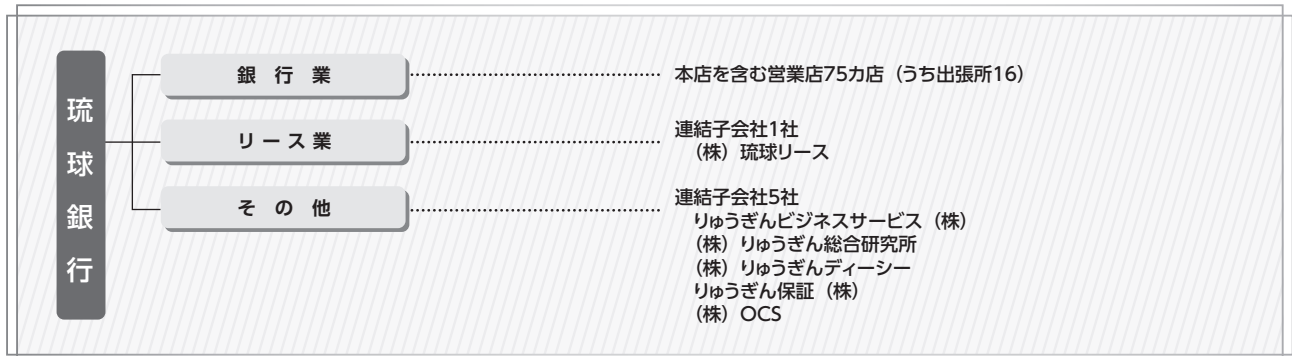 琉球銀行
銀行業
本店を含む営業店75カ店（うち出張所16）
リース業
連結子会社1社
（株）琉球リース
その他
連結子会社5社
りゅうぎんビジネスサービス（株）
（株）りゅうぎん総合研究所
（株）りゅうぎんディーシー
りゅうぎん保証（株）
（株）OCS